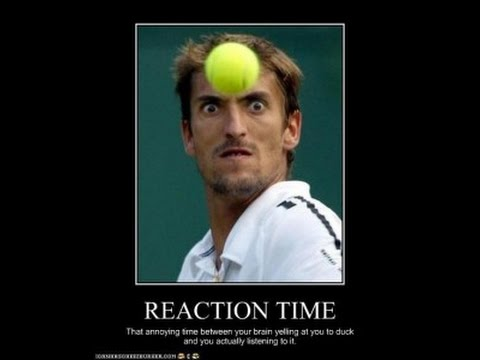 REACTION TIME
That annoying time between your brain yelling at you to duck
and you actually listening to it.